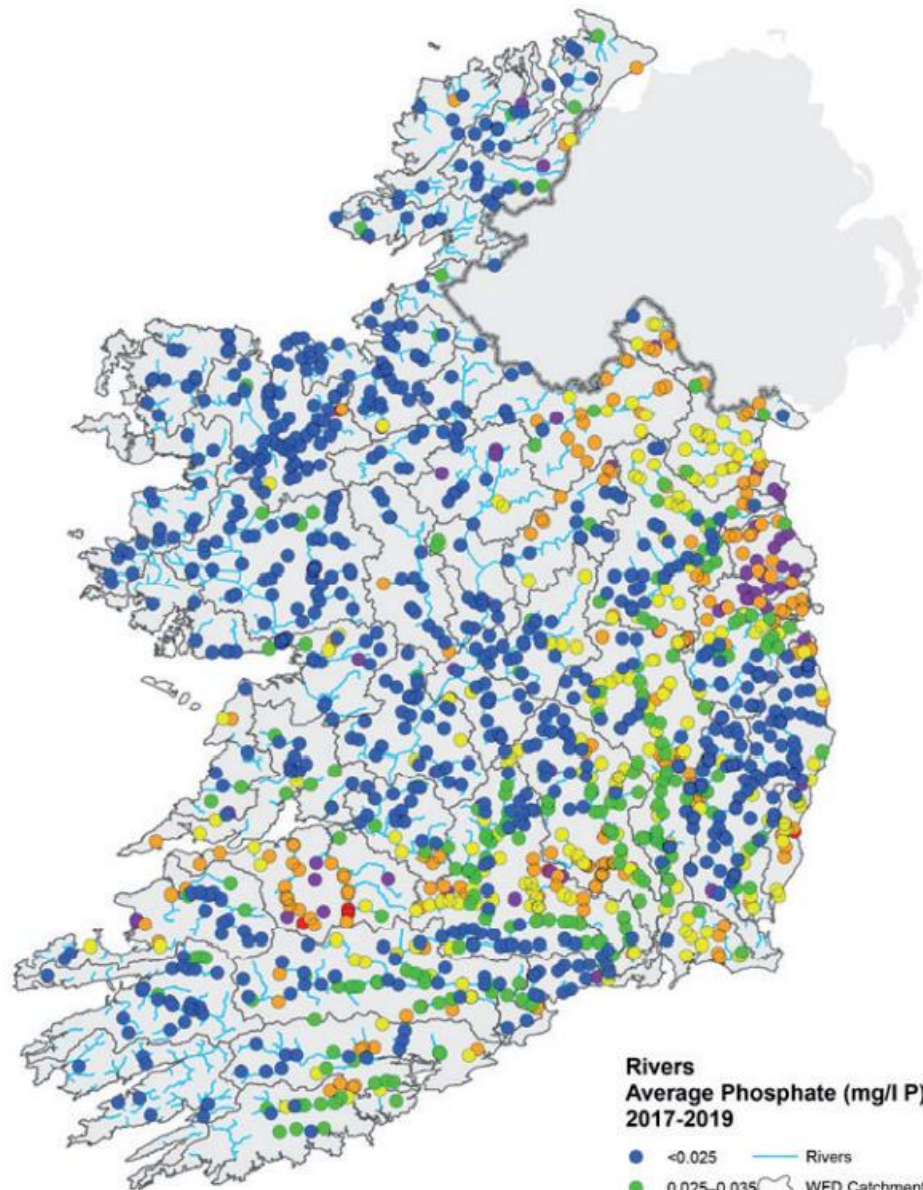 Rivers
Average Phosphate (mg/l P)
2017-2019
<0.025 Rivers
0.025–0.035 WFD Catchment